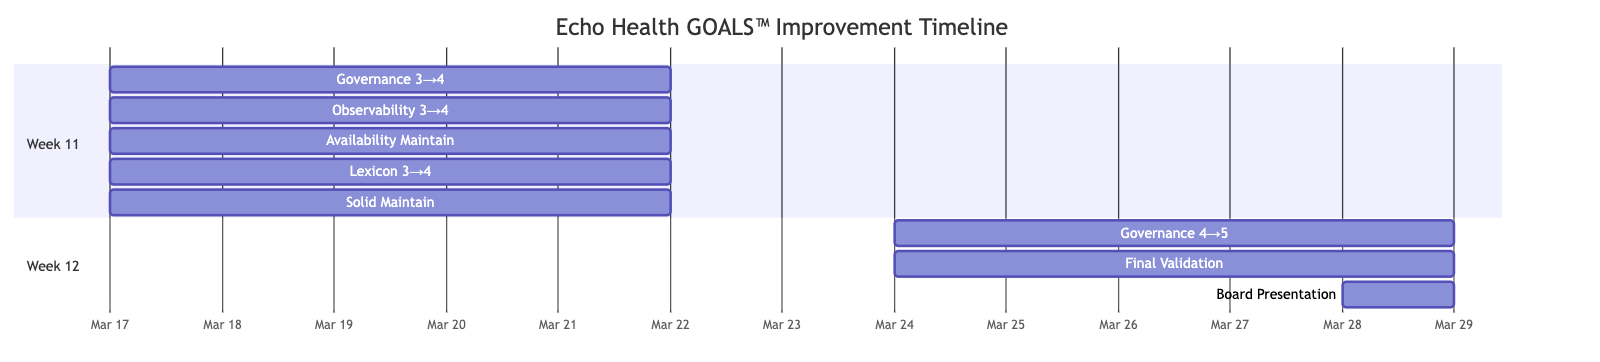 Echo Health GOALS™ Improvement Timeline
Week 11
Governance 3→4
Observability 3→4
Availability Maintain
Lexicon 3→4
Solid Maintain
Week 12
Governance 4→5
Final Validation
Board Presentation
Mar 17 Mar 18 Mar 19 Mar 20 Mar 21 Mar 22 Mar 23 Mar 24 Mar 25 Mar 26 Mar 27 Mar 28 Mar 29